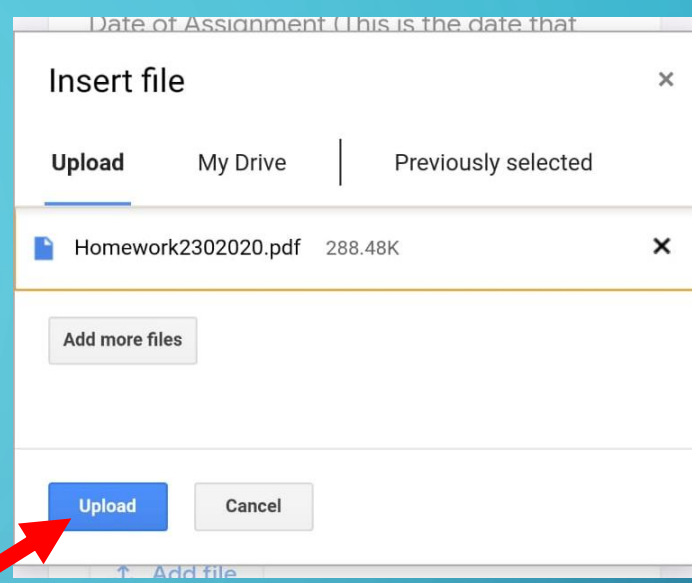 Date of Assignment (This is the date that
Insert file
Upload My Drive Previously selected
Homework2302020.pdf 288.48K
Add more files
Upload Cancel
Add file